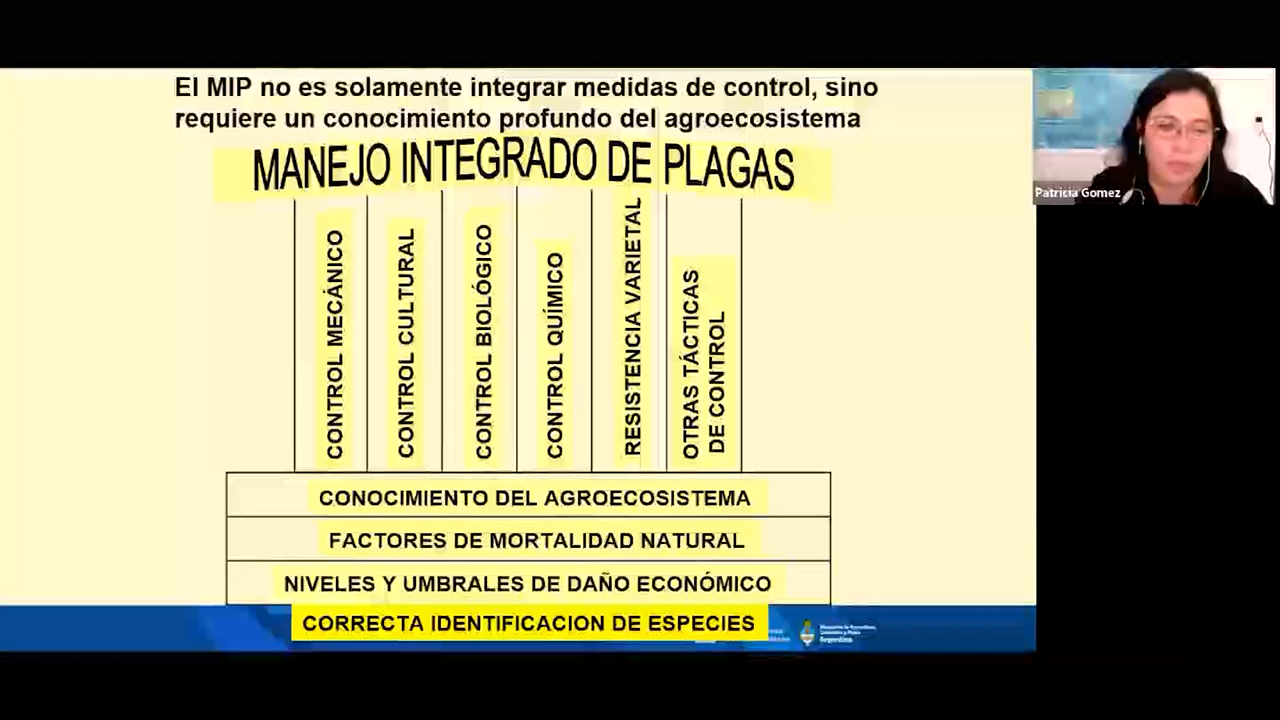 El MIP no es solamente integrar medidas de control, sino
requiere un conocimiento profundo del agroecosistema
MANEJO INTEGRADO DE PLAGAS
CONTROL MECÁNICO
CONTROL CULTURAL
CONTROL BIOLÓGICO
CONTROL QUÍMICO
RESISTENCIA VARIETAL
OTRAS TÁCTICAS
DE CONTROL
CONOCIMIENTO DEL AGROECOSISTEMA
FACTORES DE MORTALIDAD NATURAL
NIVELES Y UMBRALES DE DAÑO ECONÓMICO
CORRECTA IDENTIFICACION DE ESPECIES
Argentina
Patricia Gomez